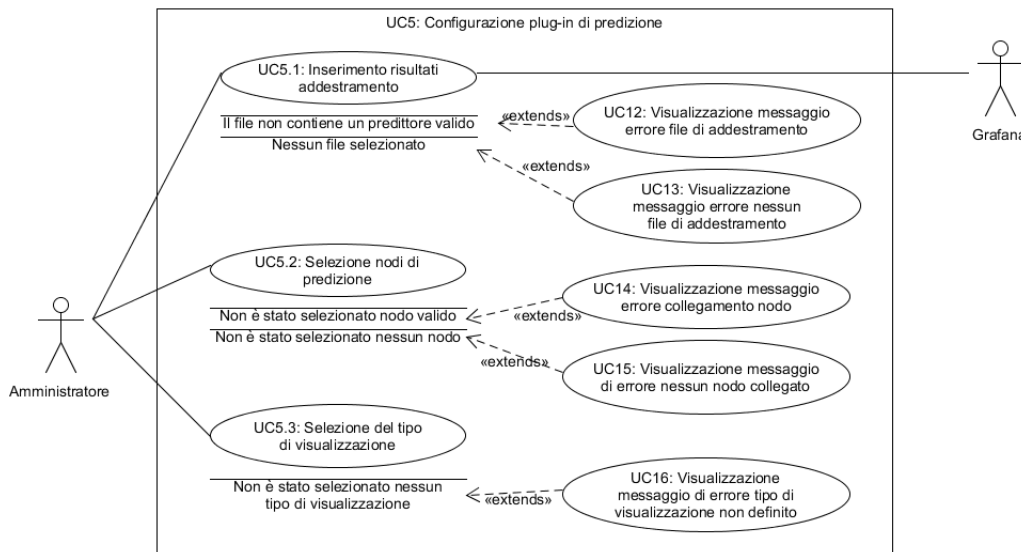 UC5: Configurazione plug-in di predizione
UC5.1: Inserimento risultati
addestramento
Il file non contiene un predittore valido
Nessun file selezionato
«extends»
UC12: Visualizzazione messaggio
errore file di addestramento
Grafana
«extends»
UC13: Visualizzazione
messaggio errore nessun
file di addestramento
UC5.2: Selezione nodi di
predizione
Non è stato selezionato nodo valido
Non è stato selezionato nessun nodo
«extends»
UC14: Visualizzazione messaggio
errore collegamento nodo
«extends»
UC15: Visualizzazione messaggio
di errore nessun nodo collegato
Amministratore
UC5.3: Selezione del tipo
di visualizzazione
Non è stato selezionato nessun
tipo di visualizzazione
«extends»
UC16: Visualizzazione
messaggio di errore tipo di
visualizzazione non definito